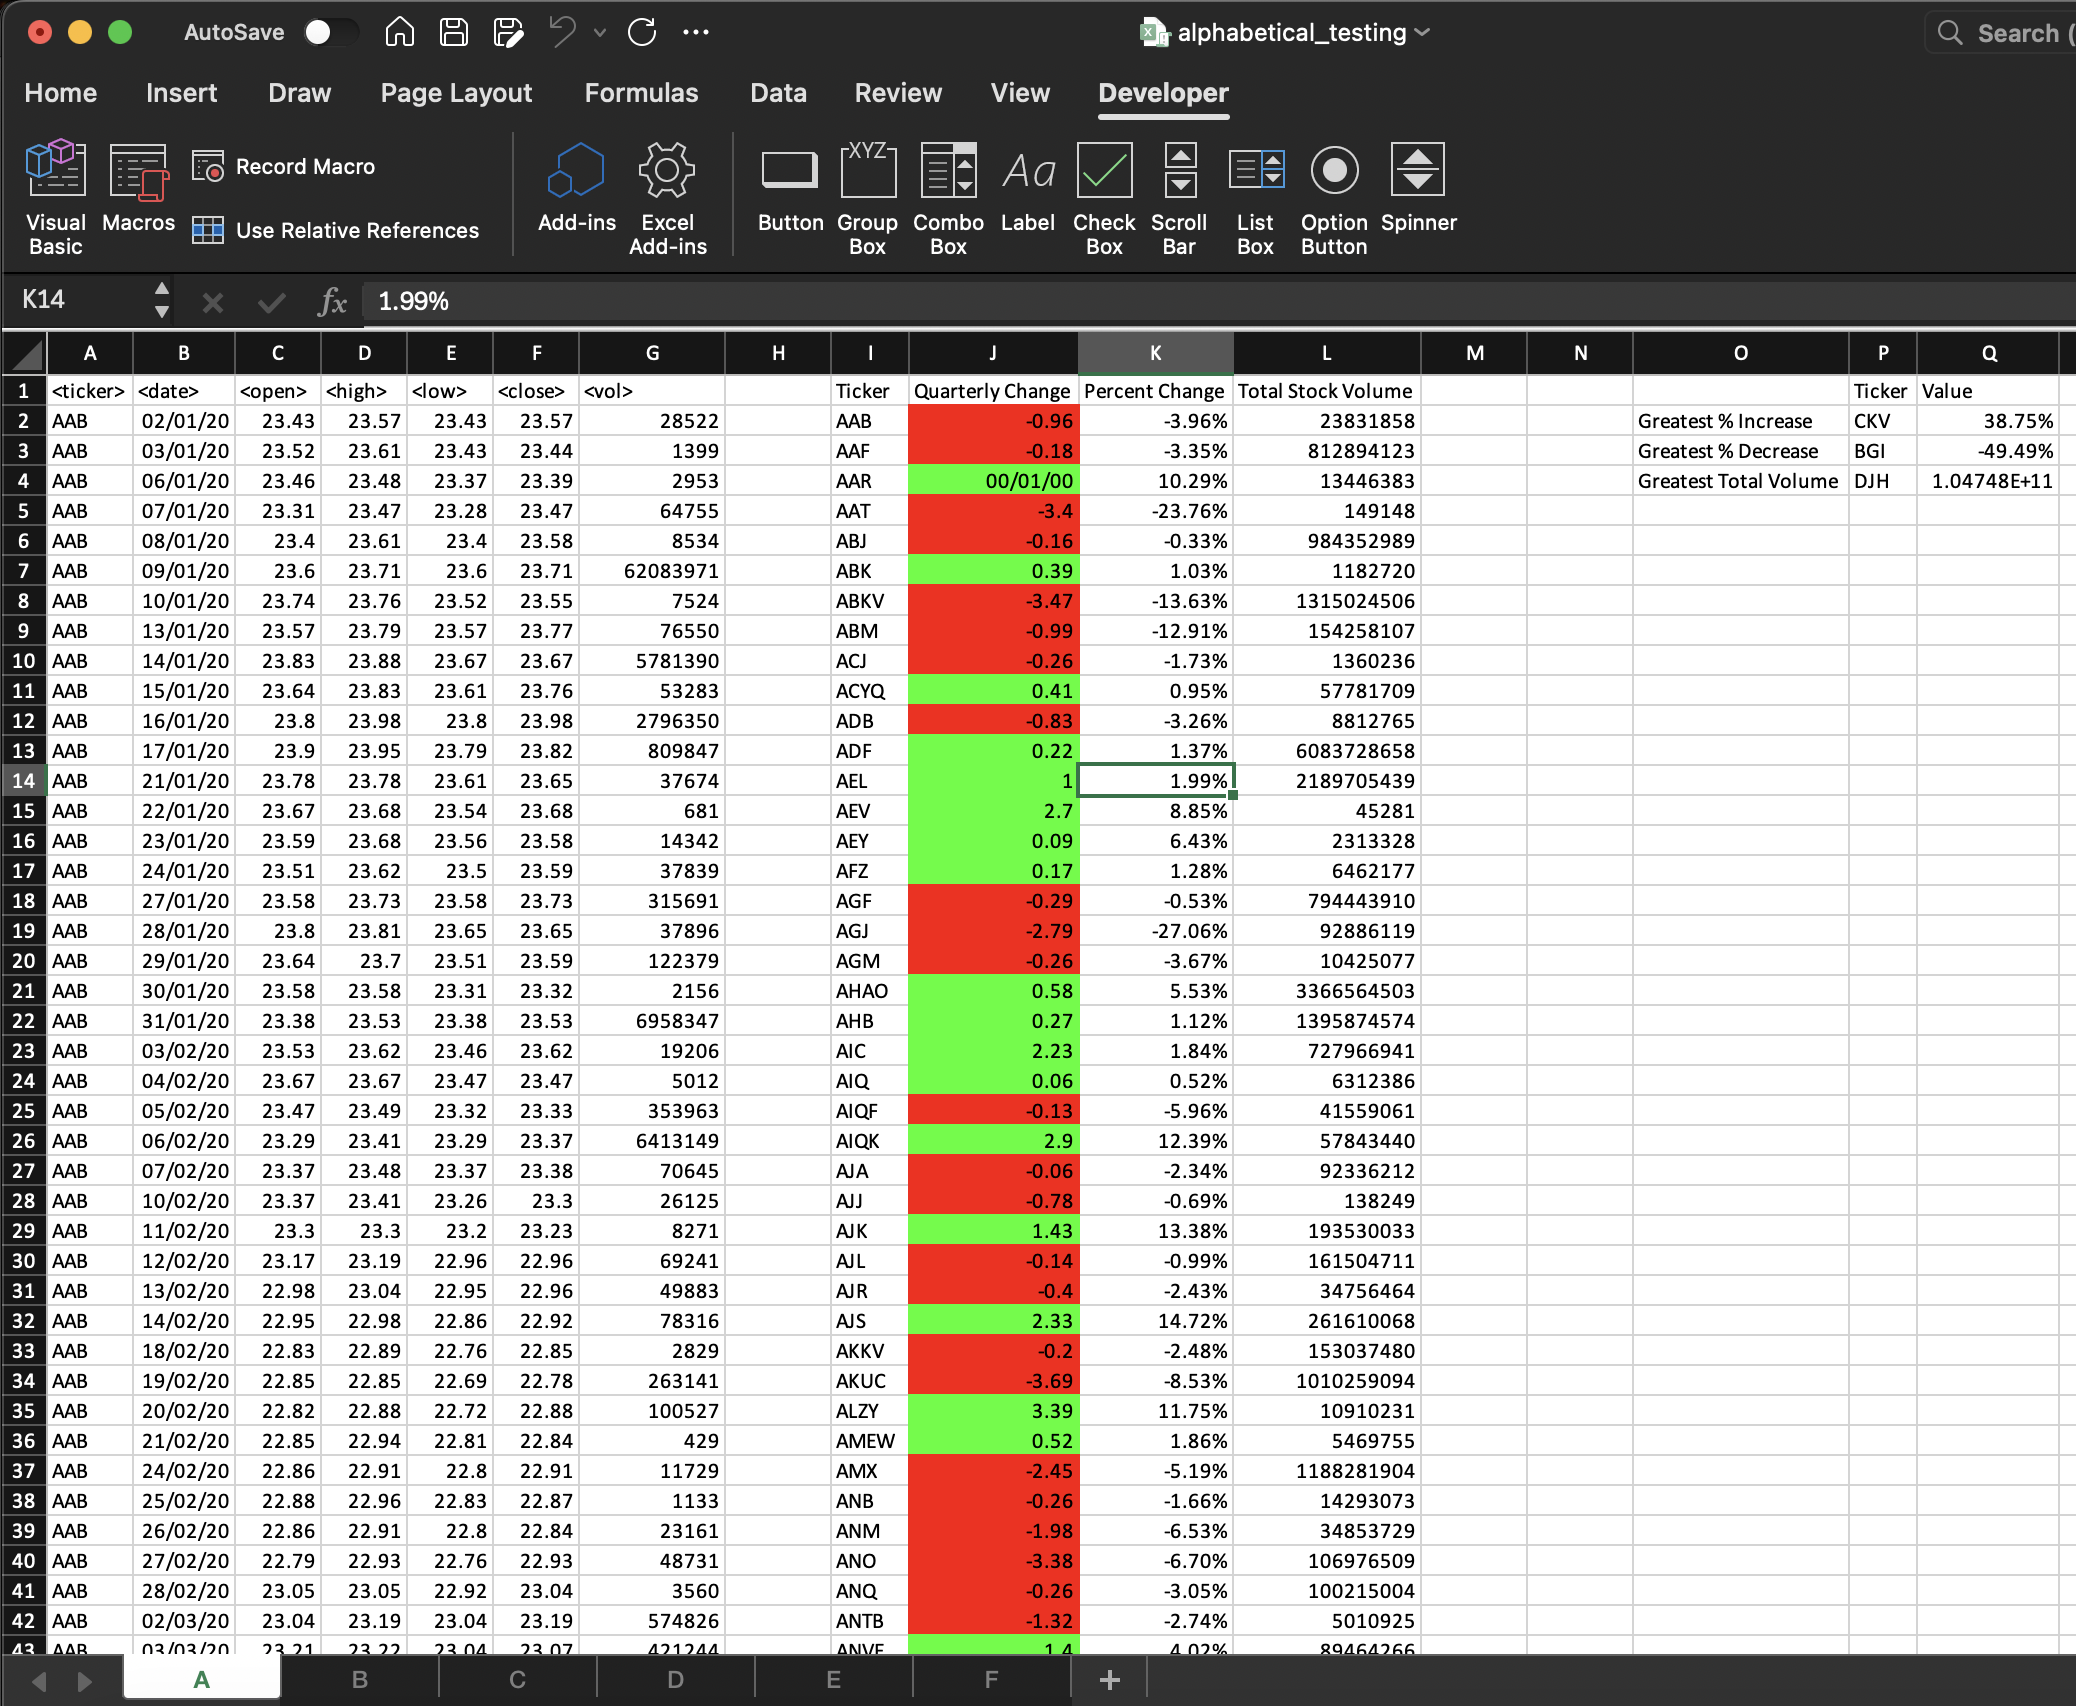 AutoSave
alphabetical_testing
Search (
Home Insert Draw Page Layout Formulas Data Review View Developer
Visual Basic
Macros
Record Macro
Use Relative References
Add-ins
Excel Add-ins
XYZ
Aa
Button
Group Box
Combo Box
Label
Check Box
Scroll Bar
List Box
Option Button
Spinner
K14 fx 1.99%
A B C D E F G H I J K L M N O P Q
1 <ticker> <date> <open> <high> <low> <close> <vol> Ticker Quarterly Change Percent Change Total Stock Volume Ticker Value
2 AAB 02/01/20 23.43 23.57 23.43 23.57 28522 AAB -0.96 -3.96% 23831858 Greatest % Increase CKV 38.75%
3 AAB 03/01/20 23.52 23.61 23.43 23.44 1399 AAF -0.18 -3.35% 812894123 Greatest % Decrease BGI -49.49%
4 AAB 06/01/20 23.46 23.48 23.37 23.39 2953 AAR 00/01/00 10.29% 13446383 Greatest Total Volume DJH 1.04748E+11
5 AAB 07/01/20 23.31 23.47 23.28 23.47 64755 AAT -3.4 -23.76% 149148
6 AAB 08/01/20 23.4 23.61 23.4 23.58 8534 ABJ -0.16 -0.33% 984352989
7 AAB 09/01/20 23.6 23.71 23.6 23.71 62083971 ABK 0.39 1.03% 1182720
8 AAB 10/01/20 23.74 23.76 23.52 23.55 7524 ABKV -3.47 -13.63% 1315024506
9 AAB 13/01/20 23.57 23.79 23.57 23.77 76550 ABM -0.99 -12.91% 154258107
10 AAB 14/01/20 23.83 23.88 23.67 23.67 5781390 ACJ -0.26 -1.73% 1360236
11 AAB 15/01/20 23.64 23.83 23.61 23.76 53283 ACYQ 0.41 0.95% 57781709
12 AAB 16/01/20 23.8 23.98 23.8 23.98 2796350 ADB -0.83 -3.26% 8812765
13 AAB 17/01/20 23.9 23.95 23.79 23.82 809847 ADF 0.22 1.37% 6083728658
14 AAB 21/01/20 23.78 23.78 23.61 23.65 37674 AEL 1 1.99% 2189705439
15 AAB 22/01/20 23.67 23.68 23.54 23.68 681 AEV 2.7 8.85% 45281
16 AAB 23/01/20 23.59 23.68 23.56 23.58 14342 AEY 0.09 6.43% 2313328
17 AAB 24/01/20 23.51 23.62 23.5 23.59 37839 AFZ 0.17 1.28% 6462177
18 AAB 27/01/20 23.58 23.73 23.58 23.73 315691 AGF -0.29 -0.53% 794443910
19 AAB 28/01/20 23.8 23.81 23.65 23.65 37896 AGJ -2.79 -27.06% 92886119
20 AAB 29/01/20 23.64 23.7 23.51 23.59 122379 AGM -0.26 -3.67% 10425077
21 AAB 30/01/20 23.58 23.58 23.31 23.32 2156 AHAO 0.58 5.53% 3366564503
22 AAB 31/01/20 23.38 23.53 23.38 23.53 6958347 AHB 0.27 1.12% 1395874574
23 AAB 03/02/20 23.53 23.62 23.46 23.62 19206 AIC 2.23 1.84% 727966941
24 AAB 04/02/20 23.67 23.67 23.47 23.47 5012 AIQ 0.06 0.52% 6312386
25 AAB 05/02/20 23.47 23.49 23.32 23.33 353963 AIQF -0.13 -5.96% 41559061
26 AAB 06/02/20 23.29 23.41 23.29 23.37 6413149 AIQK 2.9 12.39% 57843440
27 AAB 07/02/20 23.37 23.48 23.37 23.38 70645 AJA -0.06 -2.34% 92336212
28 AAB 10/02/20 23.37 23.41 23.26 23.3 26125 AJJ -0.78 -0.69% 138249
29 AAB 11/02/20 23.3 23.3 23.2 23.23 8271 AJK 1.43 13.38% 193530033
30 AAB 12/02/20 23.17 23.19 22.96 22.96 69241 AJL -0.14 -0.99% 161504711
31 AAB 13/02/20 22.98 23.04 22.95 22.96 49883 AJR -0.4 -2.43% 34756464
32 AAB 14/02/20 22.95 22.98 22.86 22.92 78316 AJS 2.33 14.72% 261610068
33 AAB 18/02/20 22.83 22.89 22.76 22.85 2829 AKKV -0.2 -2.48% 153037480
34 AAB 19/02/20 22.85 22.85 22.69 22.78 263141 AKUC -3.69 -8.53% 1010259094
35 AAB 20/02/20 22.82 22.88 22.72 22.88 100527 ALZY 3.39 11.75% 10910231
36 AAB 21/02/20 22.85 22.94 22.81 22.84 429 AMEW 0.52 1.86% 5469755
37 AAB 24/02/20 22.86 22.91 22.8 22.91 11729 AMX -2.45 -5.19% 1188281904
38 AAB 25/02/20 22.88 22.96 22.83 22.87 1133 ANB -0.26 -1.66% 14293073
39 AAB 26/02/20 22.86 22.91 22.8 22.84 23161 ANM -1.98 -6.53% 34853729
40 AAB 27/02/20 22.79 22.93 22.76 22.93 48731 ANO -3.38 -6.70% 106976509
41 AAB 28/02/20 23.05 23.05 22.92 23.04 3560 ANQ -0.26 -3.05% 100215004
42 AAB 02/03/20 23.04 23.19 23.04 23.19 574826 ANTB -1.32 -2.74% 5010925
43 AAB 03/03/20 23.21 23.22 23.04 23.07 421244 1.4 4.02% 89464266
A B C D E F +